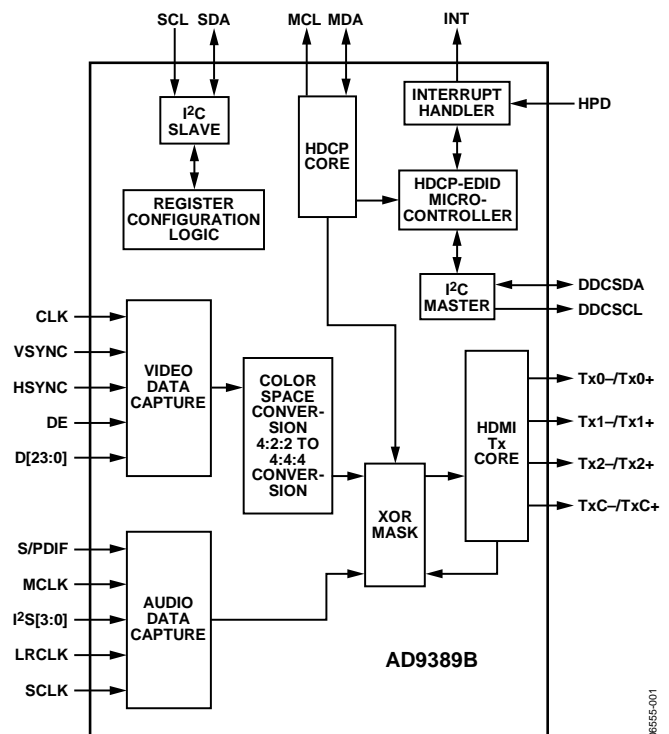 SCL SDA MCL MDA INT
I²C
SLAVE
HDCP
CORE
INTERRUPT
HANDLER
HPD
REGISTER
CONFIGURATION
LOGIC
HDCP-EDID
MICRO-
CONTROLLER
I²C
MASTER
DDCSDA
DDCSCL
CLK
VSYNC
HSYNC
DE
D[23:0]
VIDEO
DATA
CAPTURE
COLOR
SPACE
CONVER-
SION
4:2:2 TO
4:4:4
CONVER-
SION
XOR
MASK
HDMI
Tx
CORE
Tx0–/Tx0+
Tx1–/Tx1+
Tx2–/Tx2+
TxC–/TxC+
S/PDIF
MCLK
I²S[3:0]
LRCLK
SCLK
AUDIO
DATA
CAPTURE
AD9389B
06555-001